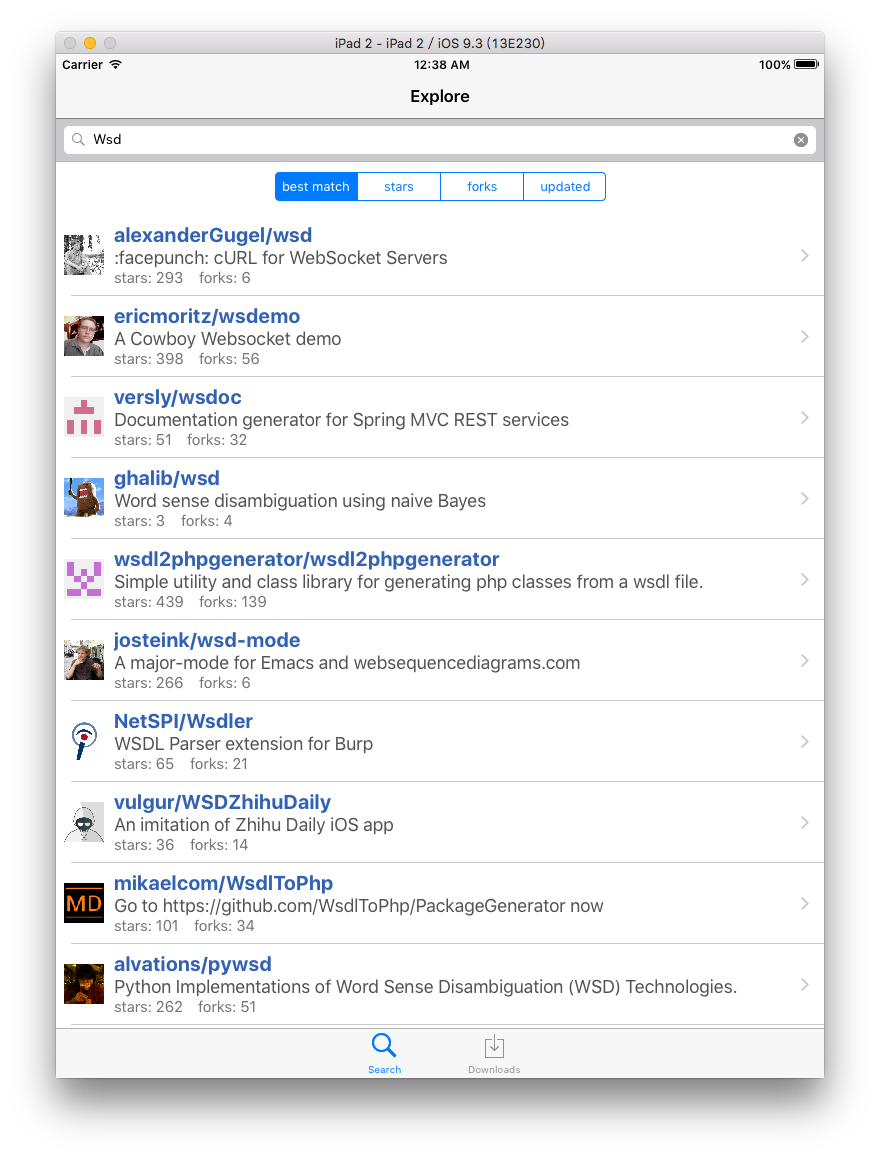 iPad 2 - iPad 2 / iOS 9.3 (13E230)
Carrier 12:38 AM 100%
Explore
Wsd
best match stars forks updated
alexanderGugel/wsd
:facepunch: cURL for WebSocket Servers
stars: 293 forks: 6
ericmoritz/wsdemo
A Cowboy Websocket demo
stars: 398 forks: 56
versly/wsdoc
Documentation generator for Spring MVC REST services
stars: 51 forks: 32
ghalib/wsd
Word sense disambiguation using naive Bayes
stars: 3 forks: 4
wsdl2phpgenerator/wsdl2phpgenerator
Simple utility and class library for generating php classes from a wsdl file.
stars: 439 forks: 139
josteink/wsd-mode
A major-mode for Emacs and websequencediagrams.com
stars: 266 forks: 6
NetSPI/Wsdler
WSDL Parser extension for Burp
stars: 65 forks: 21
vulgur/WSDZhihuDaily
An imitation of Zhihu Daily iOS app
stars: 36 forks: 14
MD
mikaelcom/WsdlToPhp
Go to https://github.com/WsdlToPhp/PackageGenerator now
stars: 101 forks: 34
alvations/pywsd
Python Implementations of Word Sense Disambiguation (WSD) Technologies.
stars: 262 forks: 51
Search Downloads